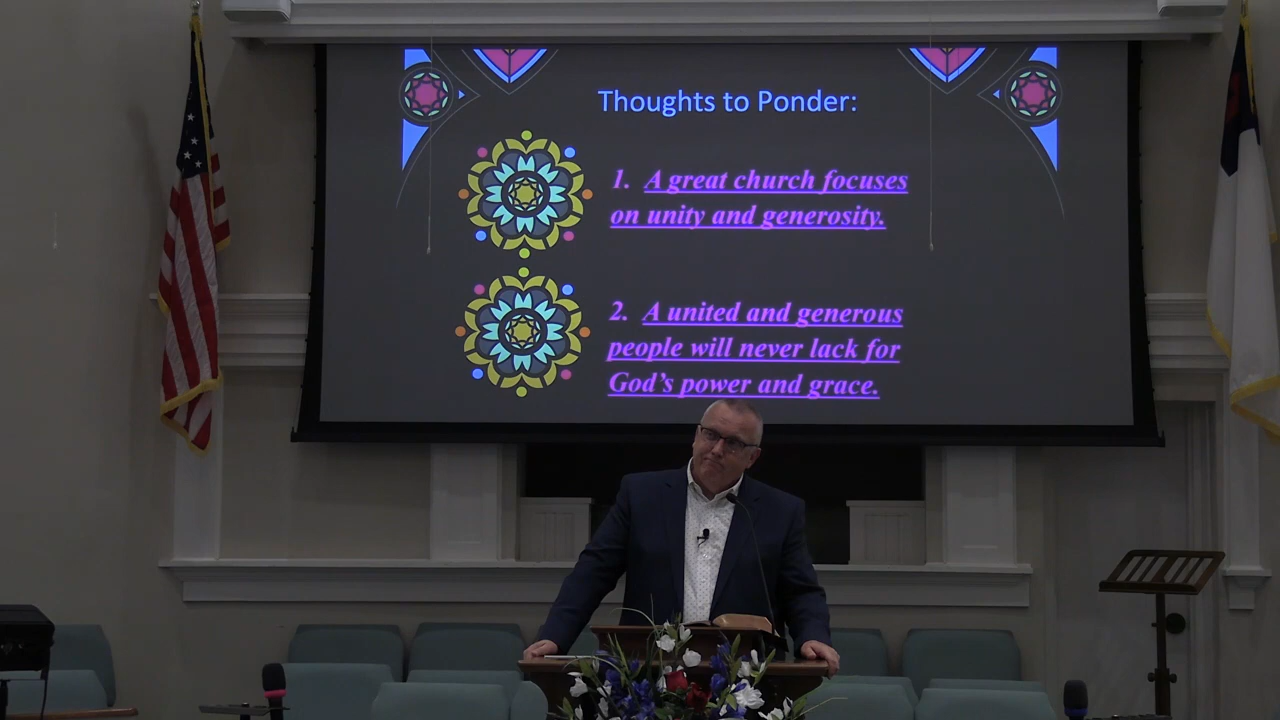 Thoughts to Ponder:
1. A great church focuses
on unity and generosity.
2. A united and generous
people will never lack for
God's power and grace.